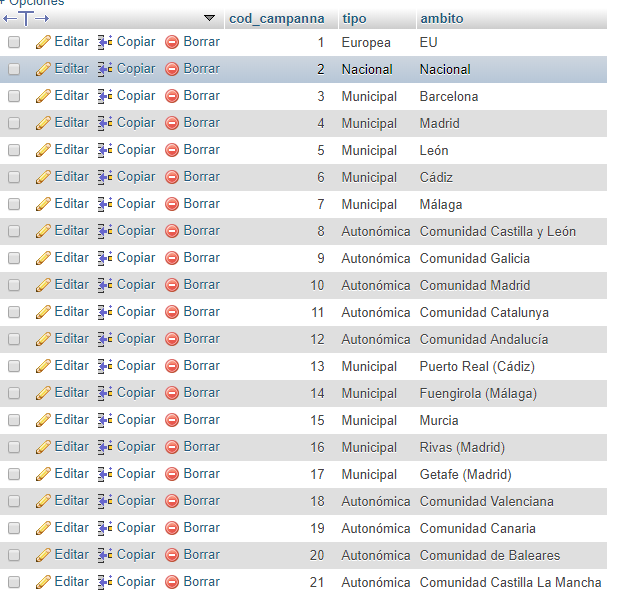 + Opciones
cod_campanna tipo ambito
Editar Copiar Borrar 1 Europea EU
Editar Copiar Borrar 2 Nacional Nacional
Editar Copiar Borrar 3 Municipal Barcelona
Editar Copiar Borrar 4 Municipal Madrid
Editar Copiar Borrar 5 Municipal León
Editar Copiar Borrar 6 Municipal Cádiz
Editar Copiar Borrar 7 Municipal Málaga
Editar Copiar Borrar 8 Autonómica Comunidad Castilla y León
Editar Copiar Borrar 9 Autonómica Comunidad Galicia
Editar Copiar Borrar 10 Autonómica Comunidad Madrid
Editar Copiar Borrar 11 Autonómica Comunidad Catalunya
Editar Copiar Borrar 12 Autonómica Comunidad Andalucía
Editar Copiar Borrar 13 Municipal Puerto Real (Cádiz)
Editar Copiar Borrar 14 Municipal Fuengirola (Málaga)
Editar Copiar Borrar 15 Municipal Murcia
Editar Copiar Borrar 16 Municipal Rivas (Madrid)
Editar Copiar Borrar 17 Municipal Getafe (Madrid)
Editar Copiar Borrar 18 Autonómica Comunidad Valenciana
Editar Copiar Borrar 19 Autonómica Comunidad Canaria
Editar Copiar Borrar 20 Autonómica Comunidad de Baleares
Editar Copiar Borrar 21 Autonómica Comunidad Castilla La Mancha